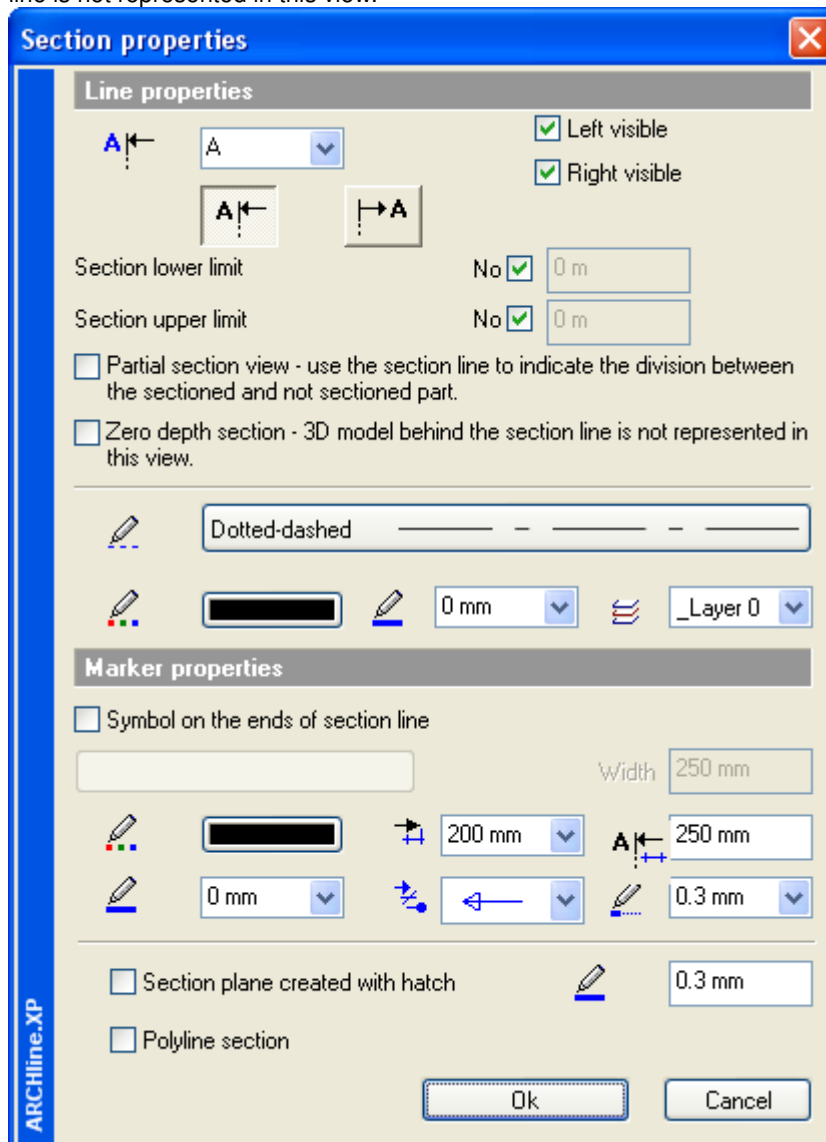 line is not represented in this view.
Section properties
Line properties
A
A
Left visible
Right visible
A
A
Section lower limit No 0 m
Section upper limit No 0 m
Partial section view - use the section line to indicate the division between
the sectioned and not sectioned part.
Zero depth section - 3D model behind the section line is not represented in
this view.
Dotted-dashed
0 mm _Layer 0
Marker properties
Symbol on the ends of section line
Width 250 mm
200 mm A 250 mm
0 mm 0.3 mm
Section plane created with hatch 0.3 mm
Polyline section
Ok Cancel
ARCHline.XP